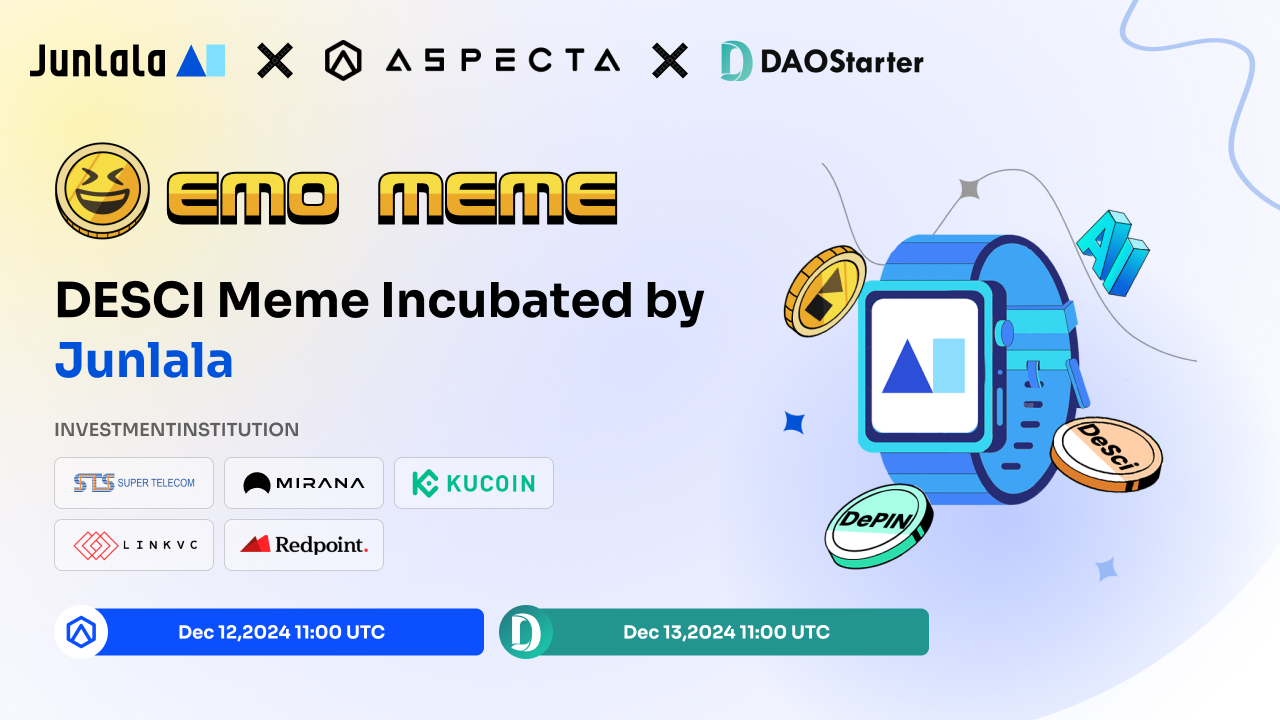 Junlala ASPECTA DAOStarter
EMO MEME
DESCI Meme Incubated by
Junlala
INVESTMENTINSTITUTION
STS SUPER TELECOM MIRANA KUCOIN
LINKVC Redpoint.
AI
DeSci
DePIN
Dec 12,2024 11:00 UTC Dec 13,2024 11:00 UTC